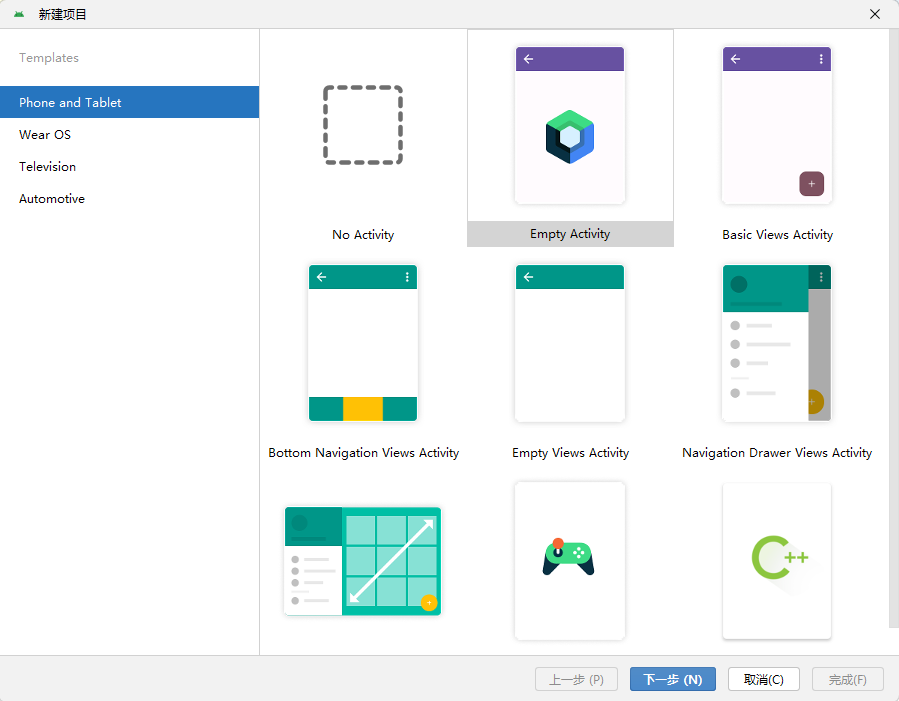 新建项目
Templates
Phone and Tablet
Wear OS
Television
Automotive
No Activity
Empty Activity
Basic Views Activity
Bottom Navigation Views Activity
Empty Views Activity
Navigation Drawer Views Activity
C++
上一步 (P)
下一步 (N)
取消(C)
完成(F)